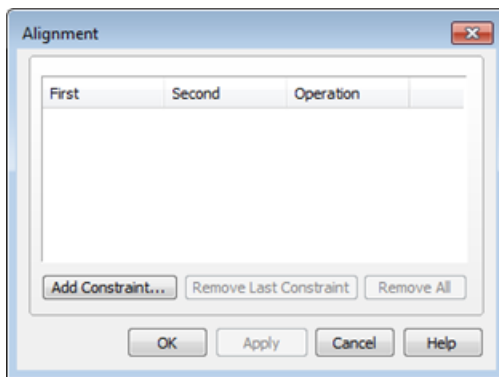 Alignment
First Second Operation
Add Constraint... Remove Last Constraint Remove All
OK Apply Cancel Help